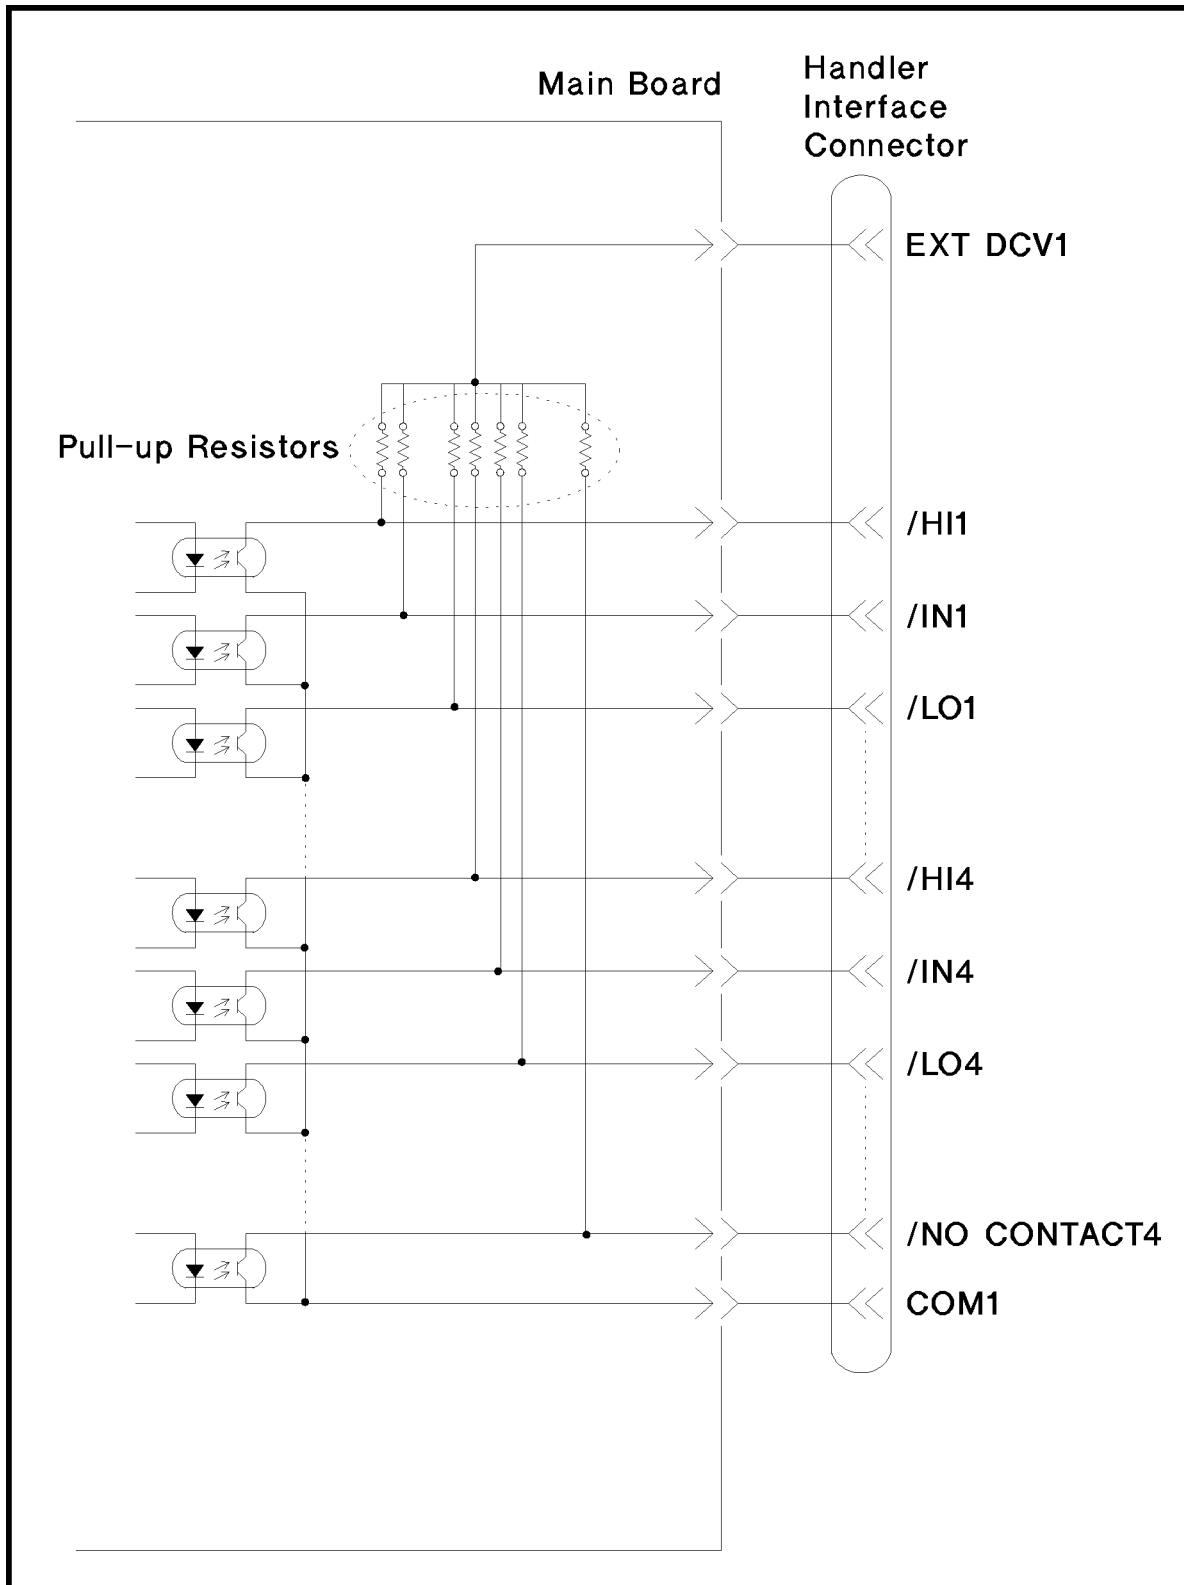 Main Board
Handler
Interface
Connector
EXT DCV1
Pull-up Resistors
/HI1
/IN1
/LO1
/HI4
/IN4
/LO4
/NO CONTACT4
COM1